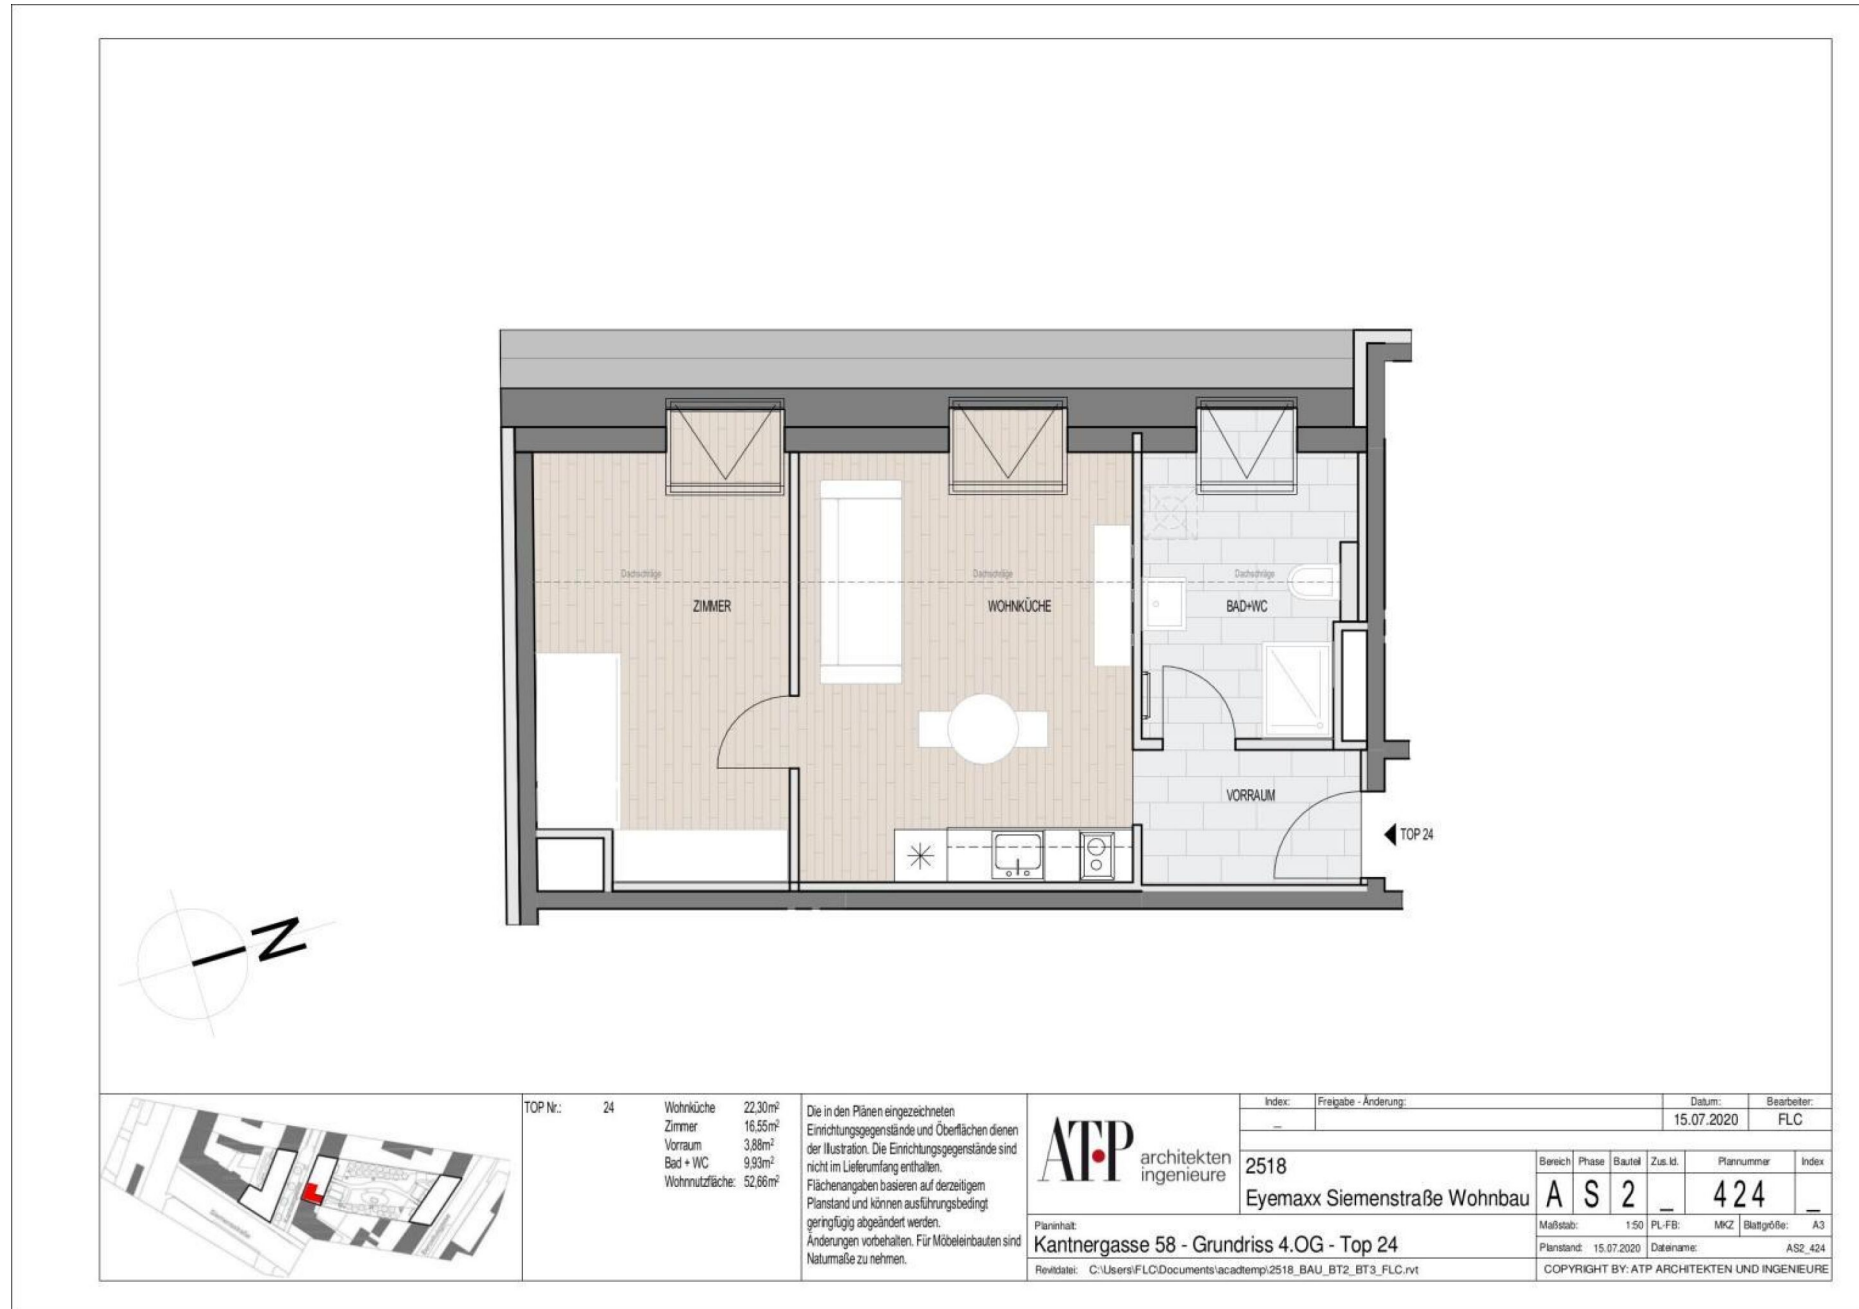 Dachschräge
Dachschräge
Dachschräge
ZIMMER
WOHNKÜCHE
BAD+WC
VORRAUM
TOP 24
N
Siemensstraße
TOP Nr.: 24
Wohnküche 22,30m²
Zimmer 16,55m²
Vorraum 3,88m²
Bad + WC 9,93m²
Wohnnutzfläche: 52,66m²
Die in den Plänen eingezeichneten
Einrichtungsgegenstände und Oberflächen dienen
der Illustration. Die Einrichtungsgegenstände sind
nicht im Lieferumfang enthalten.
Flächenangaben basieren auf derzeitigem
Planstand und können ausführungsbedingt
geringfügig abgeändert werden.
Änderungen vorbehalten. Für Möbeleinbauten sind
Naturmaße zu nehmen.
ATP architekten
ingenieure
Index: Freigabe - Änderung: Datum: Bearbeiter:
_ 15.07.2020 FLC
2518
Eyemaxx Siemenstraße Wohnbau
Bereich Phase Bauteil Zus.Id. Plannummer Index
A S 2 _ 424 _
Maßstab: 1:50 PL-FB: MKZ Blattgröße: A3
Planinhalt:
Kantnergasse 58 - Grundriss 4.OG - Top 24
Planstand: 15.07.2020 Dateiname: AS2_424
Revitdatei: C:\Users\FLC\Documents\acadtemp\2518_BAU_BT2_BT3_FLC.rvt
COPYRIGHT BY: ATP ARCHITEKTEN UND INGENIEURE